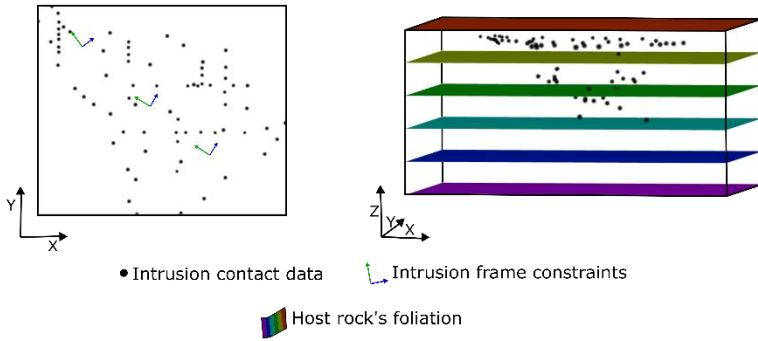 Y
X
Z
Y
X
Intrusion contact data
Intrusion frame constraints
Host rock's foliation